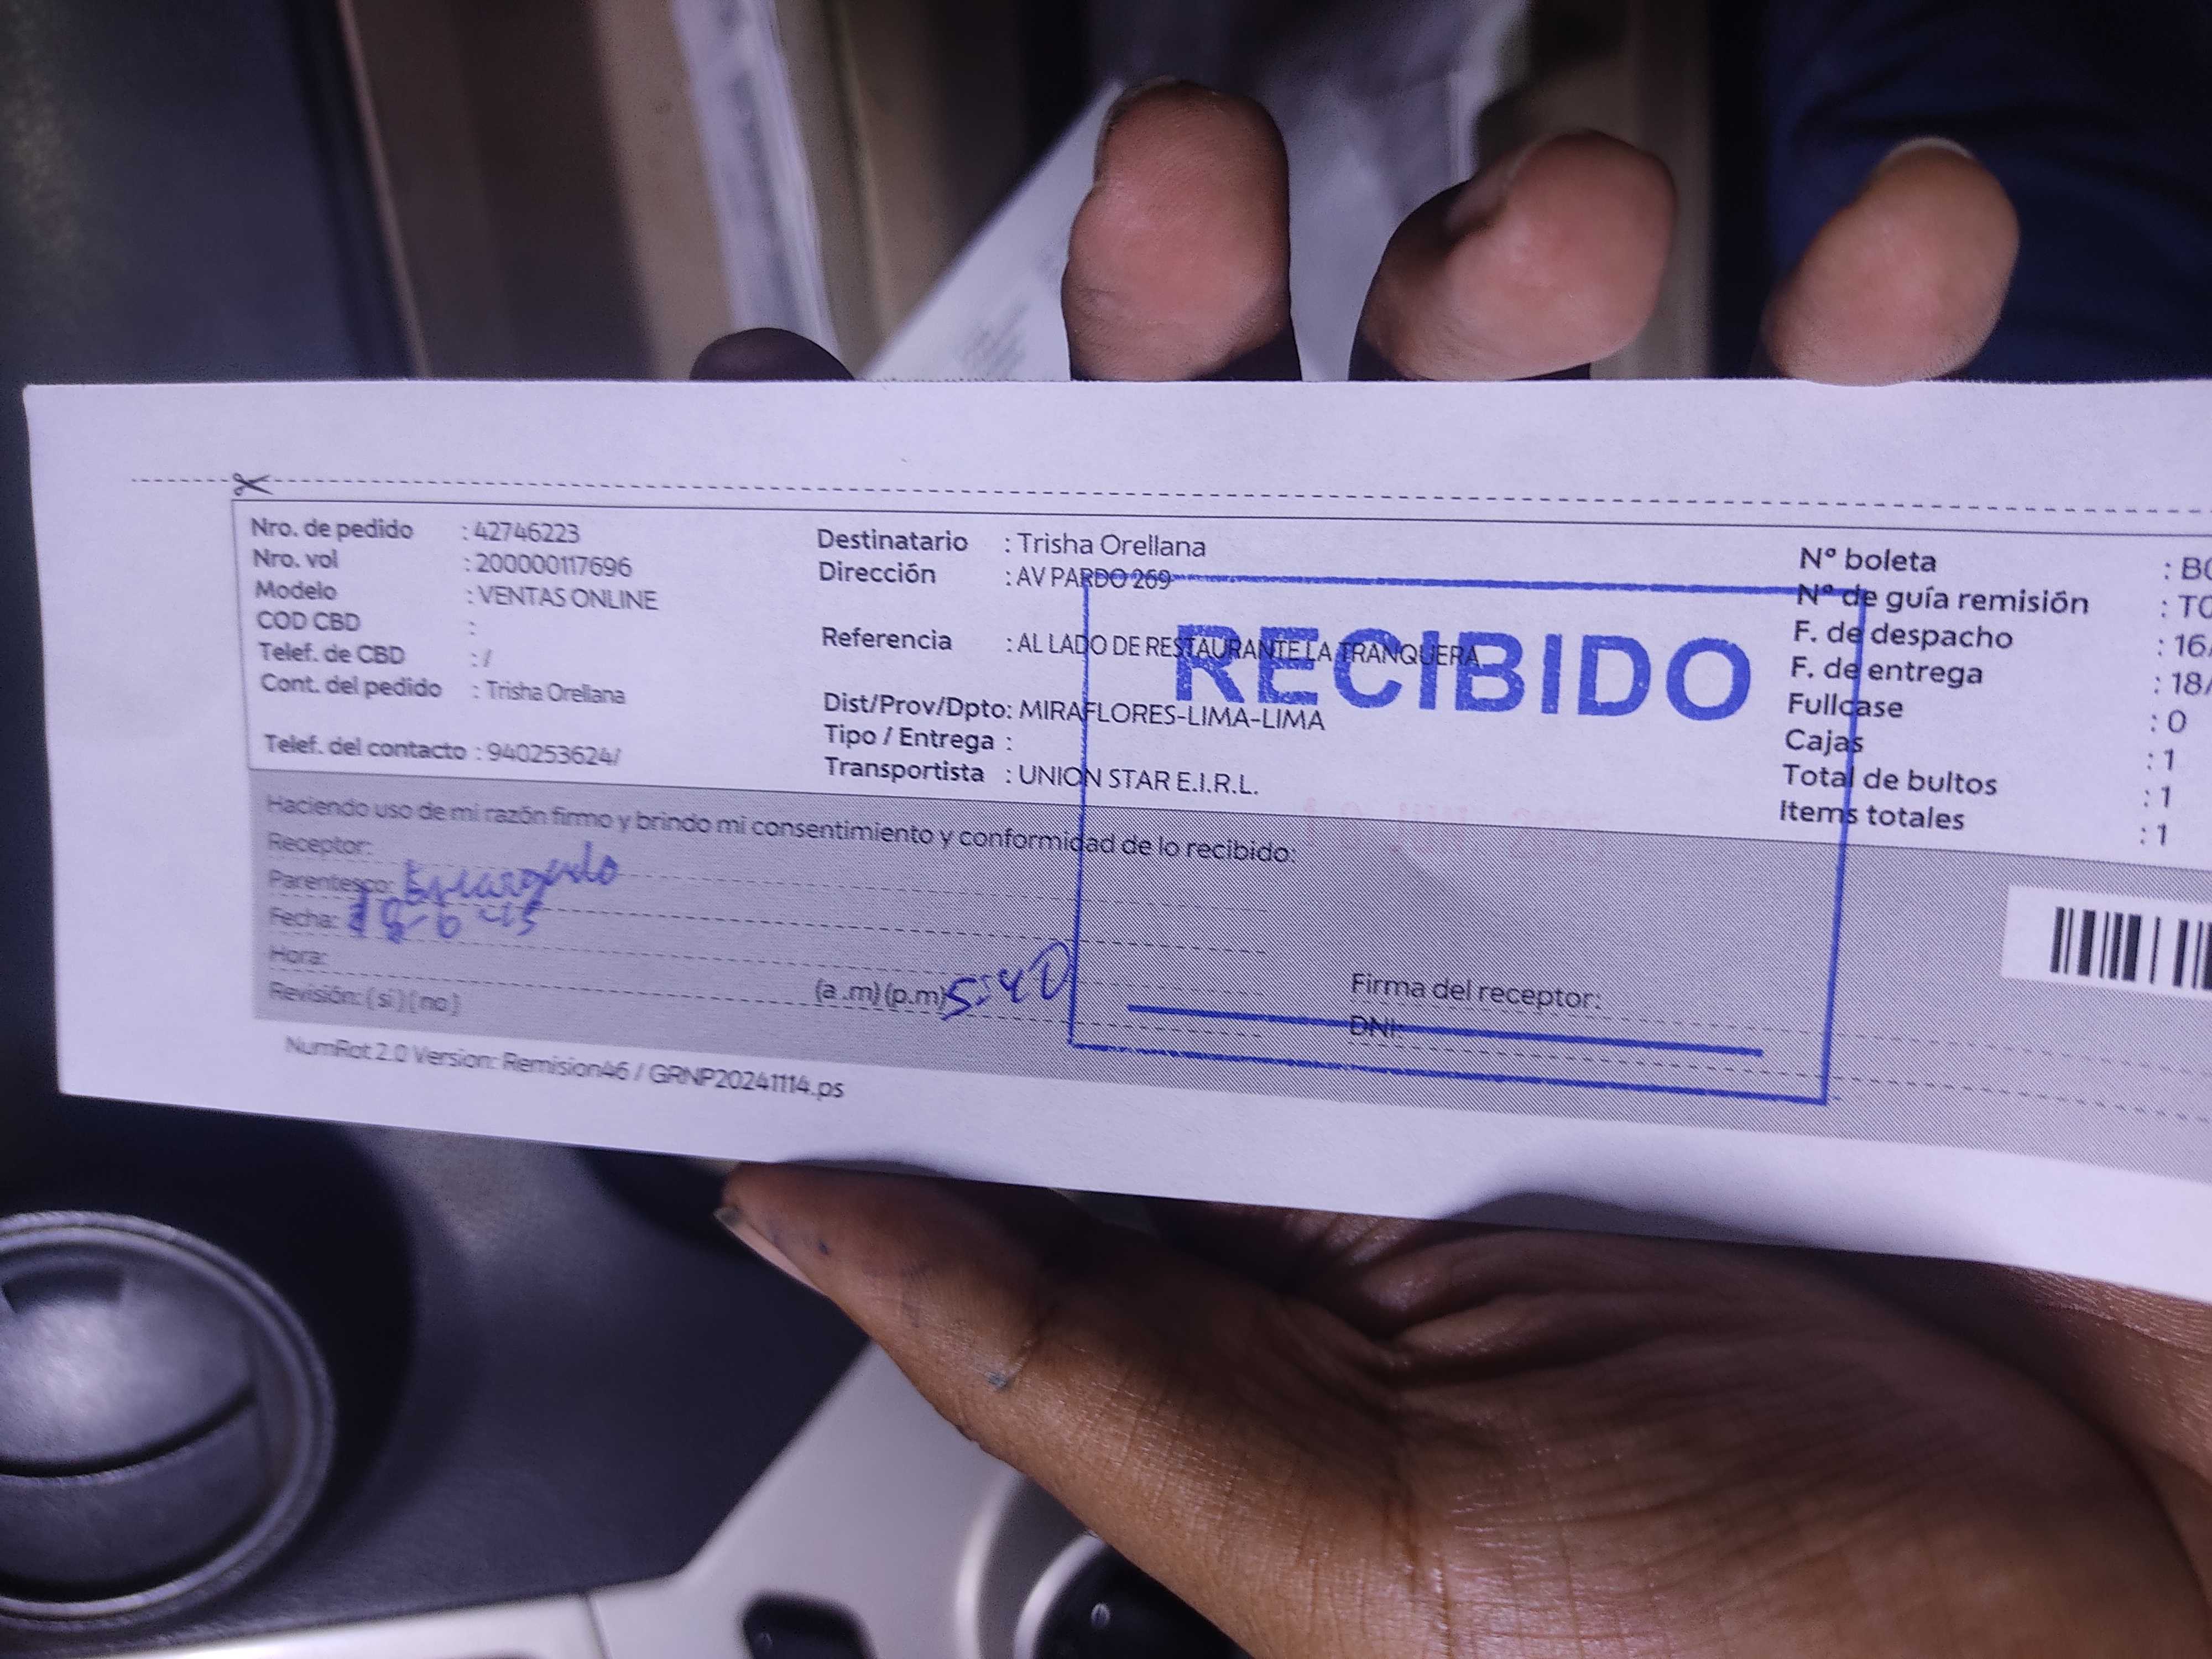 Nro. de pedido : 42746223
Nro. vol : 200000117696
Modelo : VENTAS ONLINE
COD CBD :
Telef. de CBD : /
Cont. del pedido : Trisha Orellana
Telef. del contacto : 940253624/
Destinatario : Trisha Orellana
Dirección : AV PARDO 269
Referencia : AL LADO DE RESTAURANTE LA TRANQUERA
Dist/Prov/Dpto: MIRAFLORES-LIMA-LIMA
Tipo / Entrega :
Transportista : UNION STAR E.I.R.L.
RECIBIDO
Nº boleta : B0
Nº de guía remisión : T0
F. de despacho : 16/
F. de entrega : 18/
Fullcase : 0
Cajas : 1
Total de bultos : 1
Items totales : 1
Haciendo uso de mi razón firmo y brindo mi consentimiento y conformidad de lo recibido:
Receptor:
Parentesco: Encargado
Fecha:
Hora:
(a .m) (p.m) 5:40
Revisión: ( si ) ( no )
Firma del receptor:
DNI:
NumRot 2.0 Version: Remision46 / GRNP20241114.ps